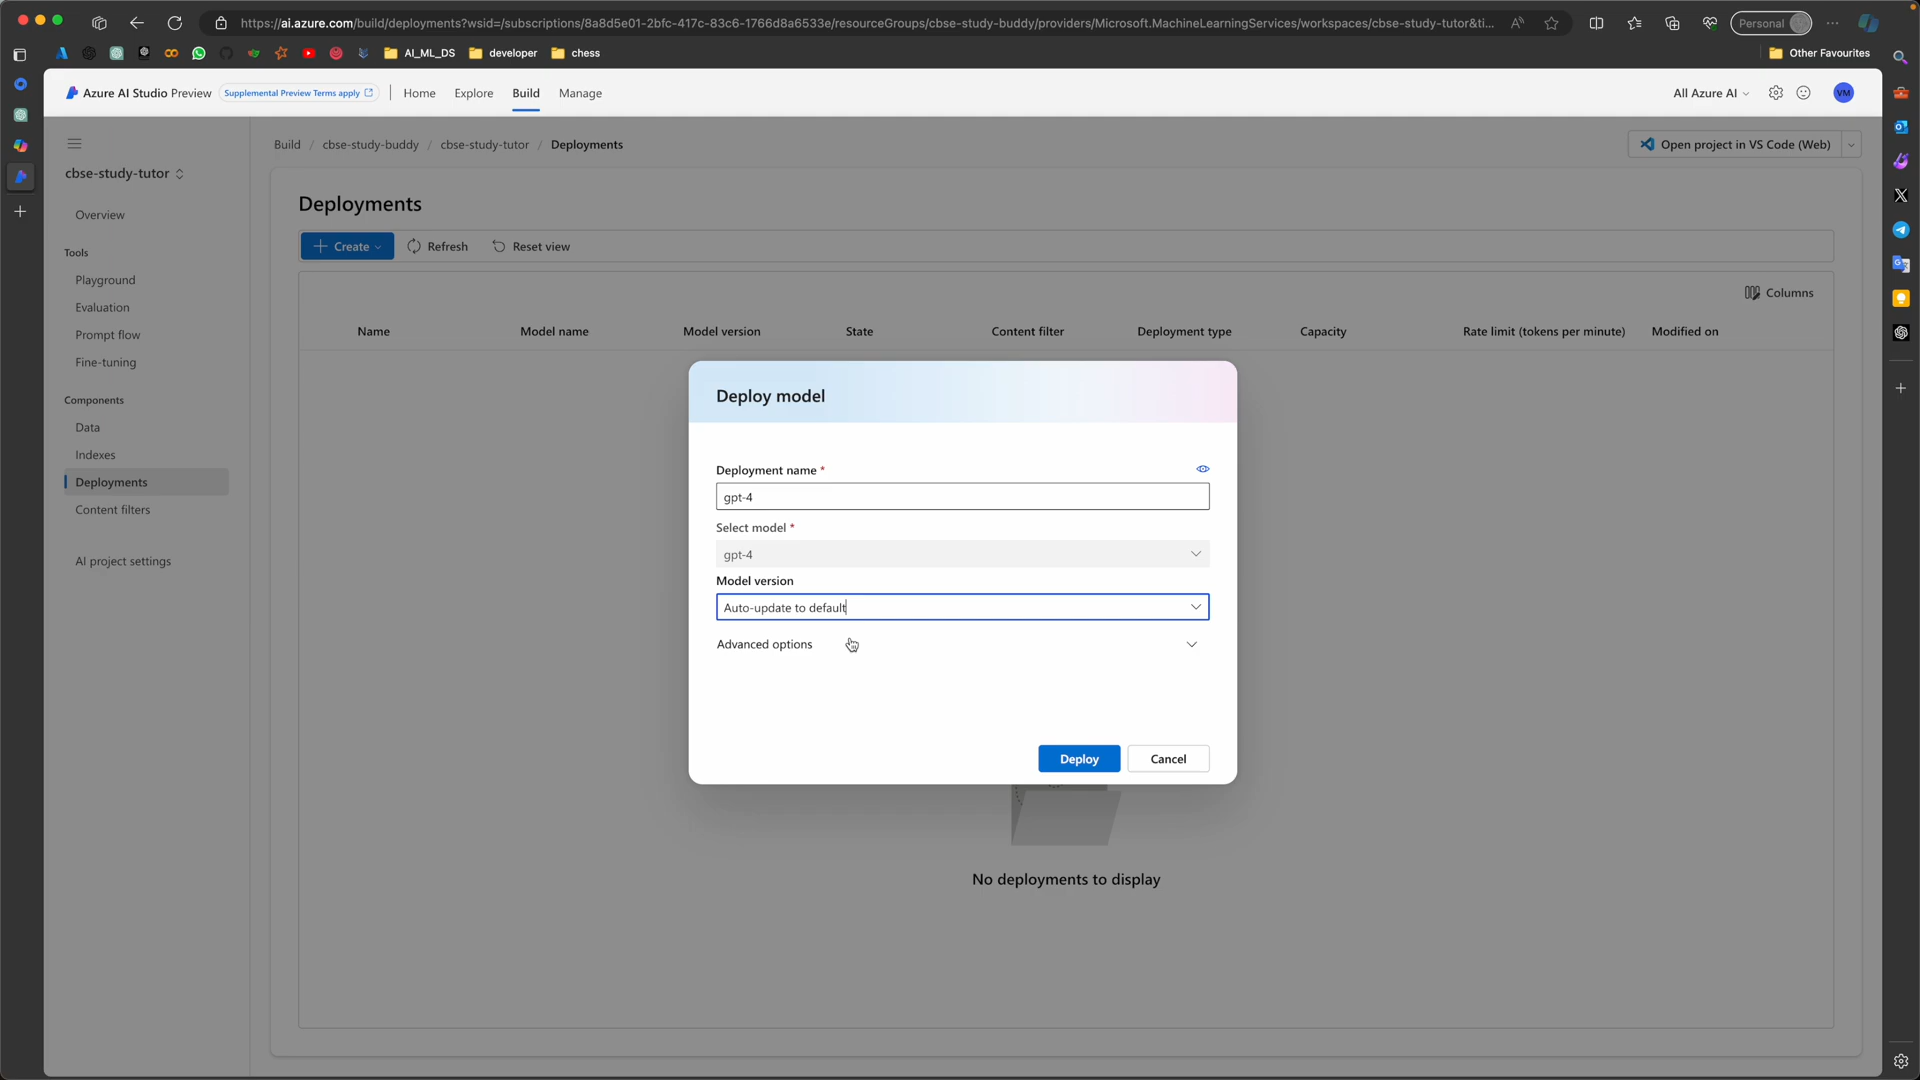 https://ai.azure.com/build/deployments?wsid=/subscriptions/8a8d5e01-2bfc-417c-83c6-1766d8a6533e/resourceGroups/cbse-study-buddy/providers/Microsoft.MachineLearningServices/workspaces/cbse-study-tutor&ti...
Personal
AI_ML_DS
developer
chess
Other Favourites
Azure AI Studio Preview
Supplemental Preview Terms apply
Home
Explore
Build
Manage
All Azure AI
VM
Build / cbse-study-buddy / cbse-study-tutor / Deployments
Open project in VS Code (Web)
cbse-study-tutor
Overview
Tools
Playground
Evaluation
Prompt flow
Fine-tuning
Components
Data
Indexes
Deployments
Content filters
AI project settings
Deployments
Create
Refresh
Reset view
Columns
Name
Model name
Model version
State
Content filter
Deployment type
Capacity
Rate limit (tokens per minute)
Modified on
Deploy model
Deployment name *
gpt-4
Select model *
gpt-4
Model version
Auto-update to default
Advanced options
Deploy
Cancel
No deployments to display